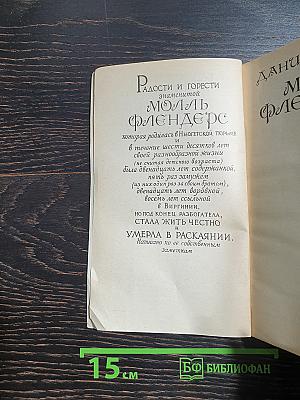 Радости и горести
знаменитой
МОЛЛЬ
ФЛЕНДЕРС
которая родилась в Ньюгетской тюрьме
и
в течение шести десятков лет
своей разнообразной жизни
(не считая детского возраста)
была двенадцать лет содержанкой,
пять раз замужем
(из них один раз за своим братом),
двенадцать лет воровкой,
восемь лет ссыльной
в Виргинии,
но под конец разбогатела,
стала жить честно
и
умерла в раскаянии.
Написано по её собственным
заметкам
ДАНИ
М
ФЛЕ
15 см
БФ БИБЛИОФАН